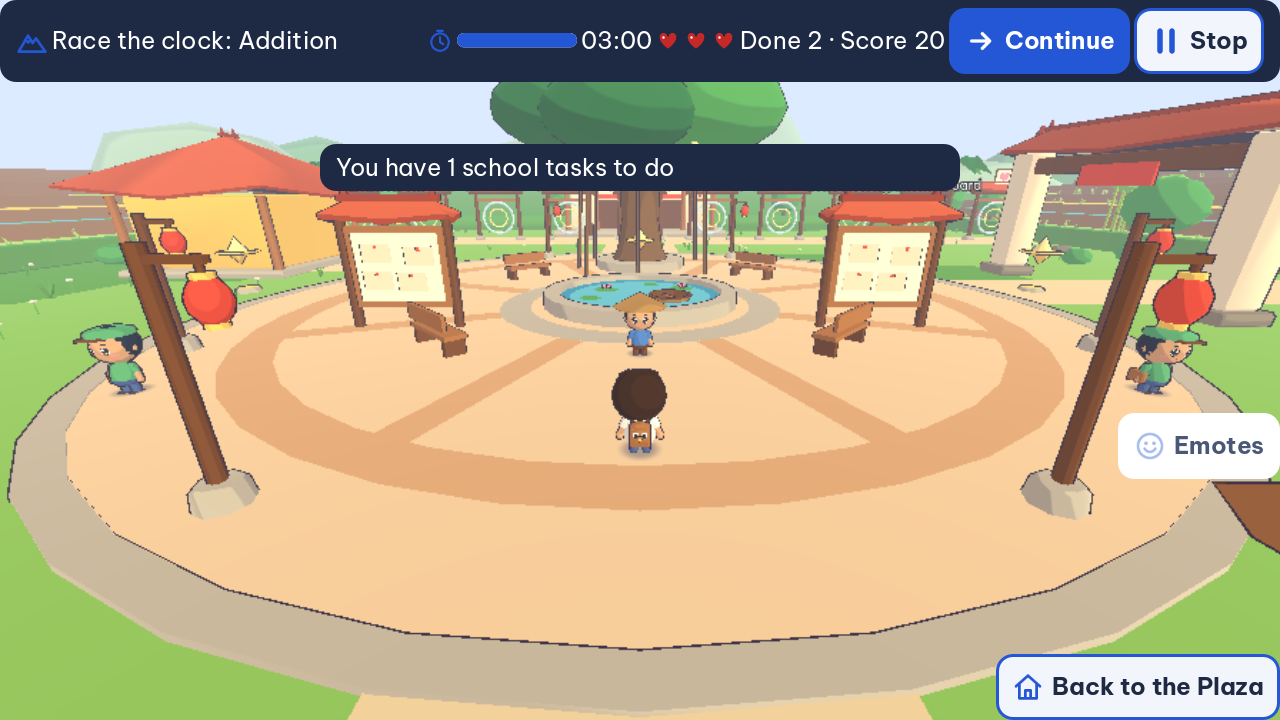 Race the clock: Addition
03:00
Done 2 · Score 20
Continue
Stop
You have 1 school tasks to do
Emotes
Back to the Plaza